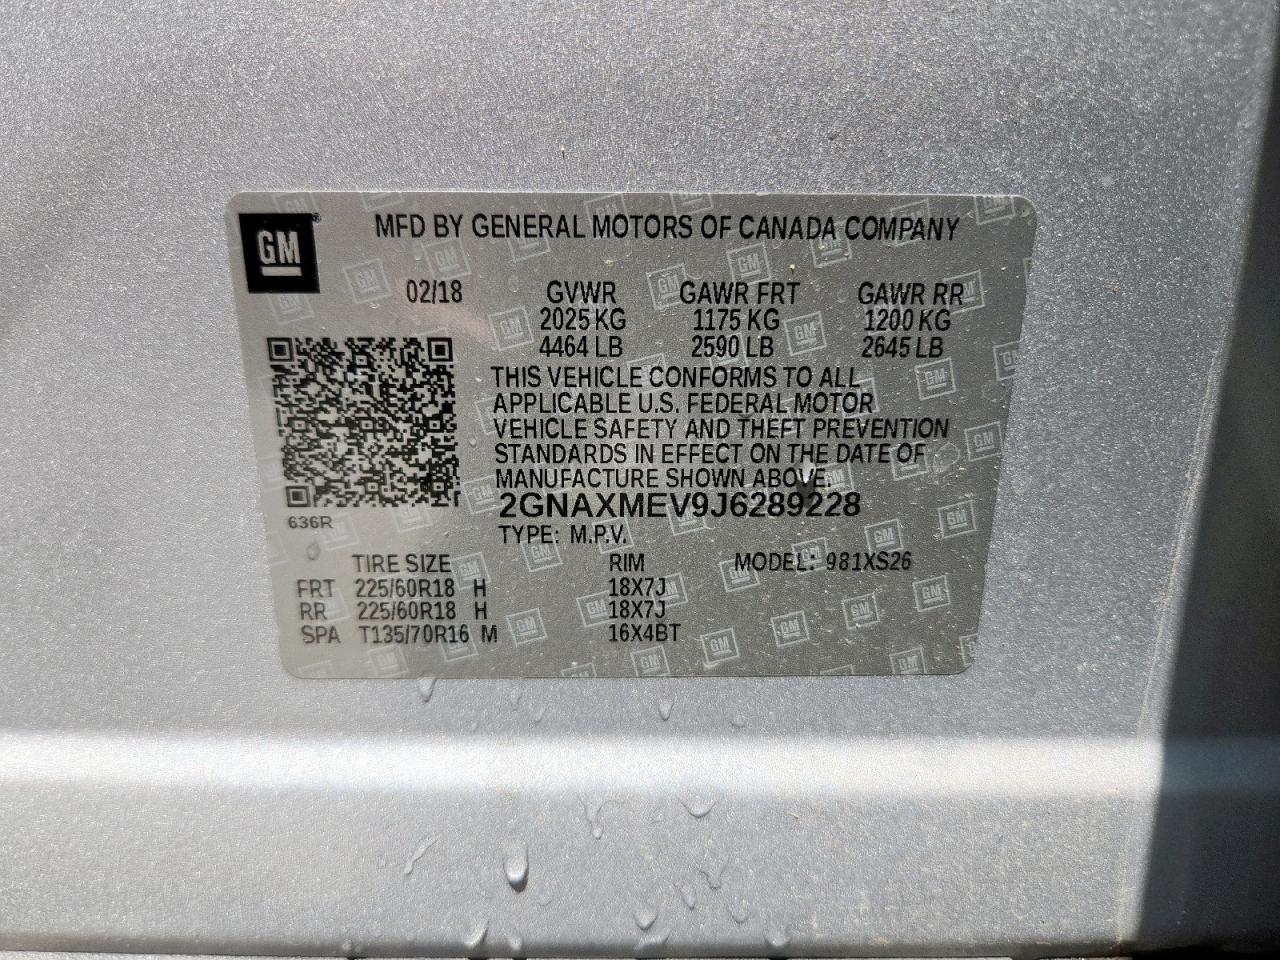 GM ®
MFD BY GENERAL MOTORS OF CANADA COMPANY
02/18 GVWR GAWR FRT GAWR RR
2025 KG 1175 KG 1200 KG
4464 LB 2590 LB 2645 LB
THIS VEHICLE CONFORMS TO ALL
APPLICABLE U.S. FEDERAL MOTOR
VEHICLE SAFETY AND THEFT PREVENTION
STANDARDS IN EFFECT ON THE DATE OF
MANUFACTURE SHOWN ABOVE.
2GNAXMEV9J6289228
636R
TYPE: M.P.V.
TIRE SIZE RIM MODEL: 981XS26
FRT 225/60R18 H 18X7J
RR 225/60R18 H 18X7J
SPA T135/70R16 M 16X4BT